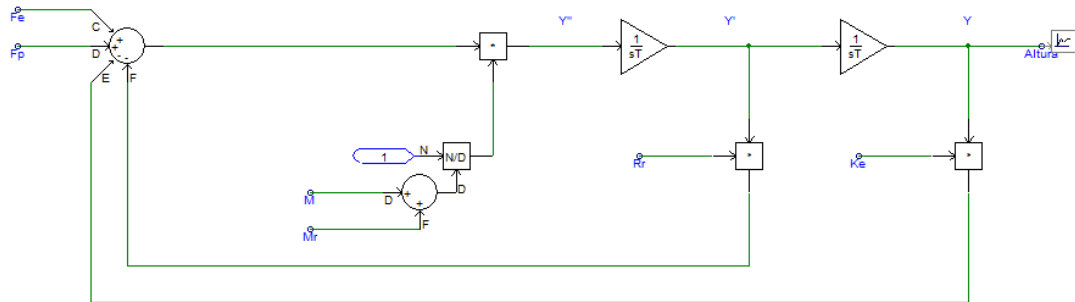 Fe
C
+
Fp
D
+
-
-
E
F
*
Y''
1
sT
Y'
1
sT
Y
Altura
1
N
N/D
D
M
D
+
+
F
Mr
Rr
*
Ke
*